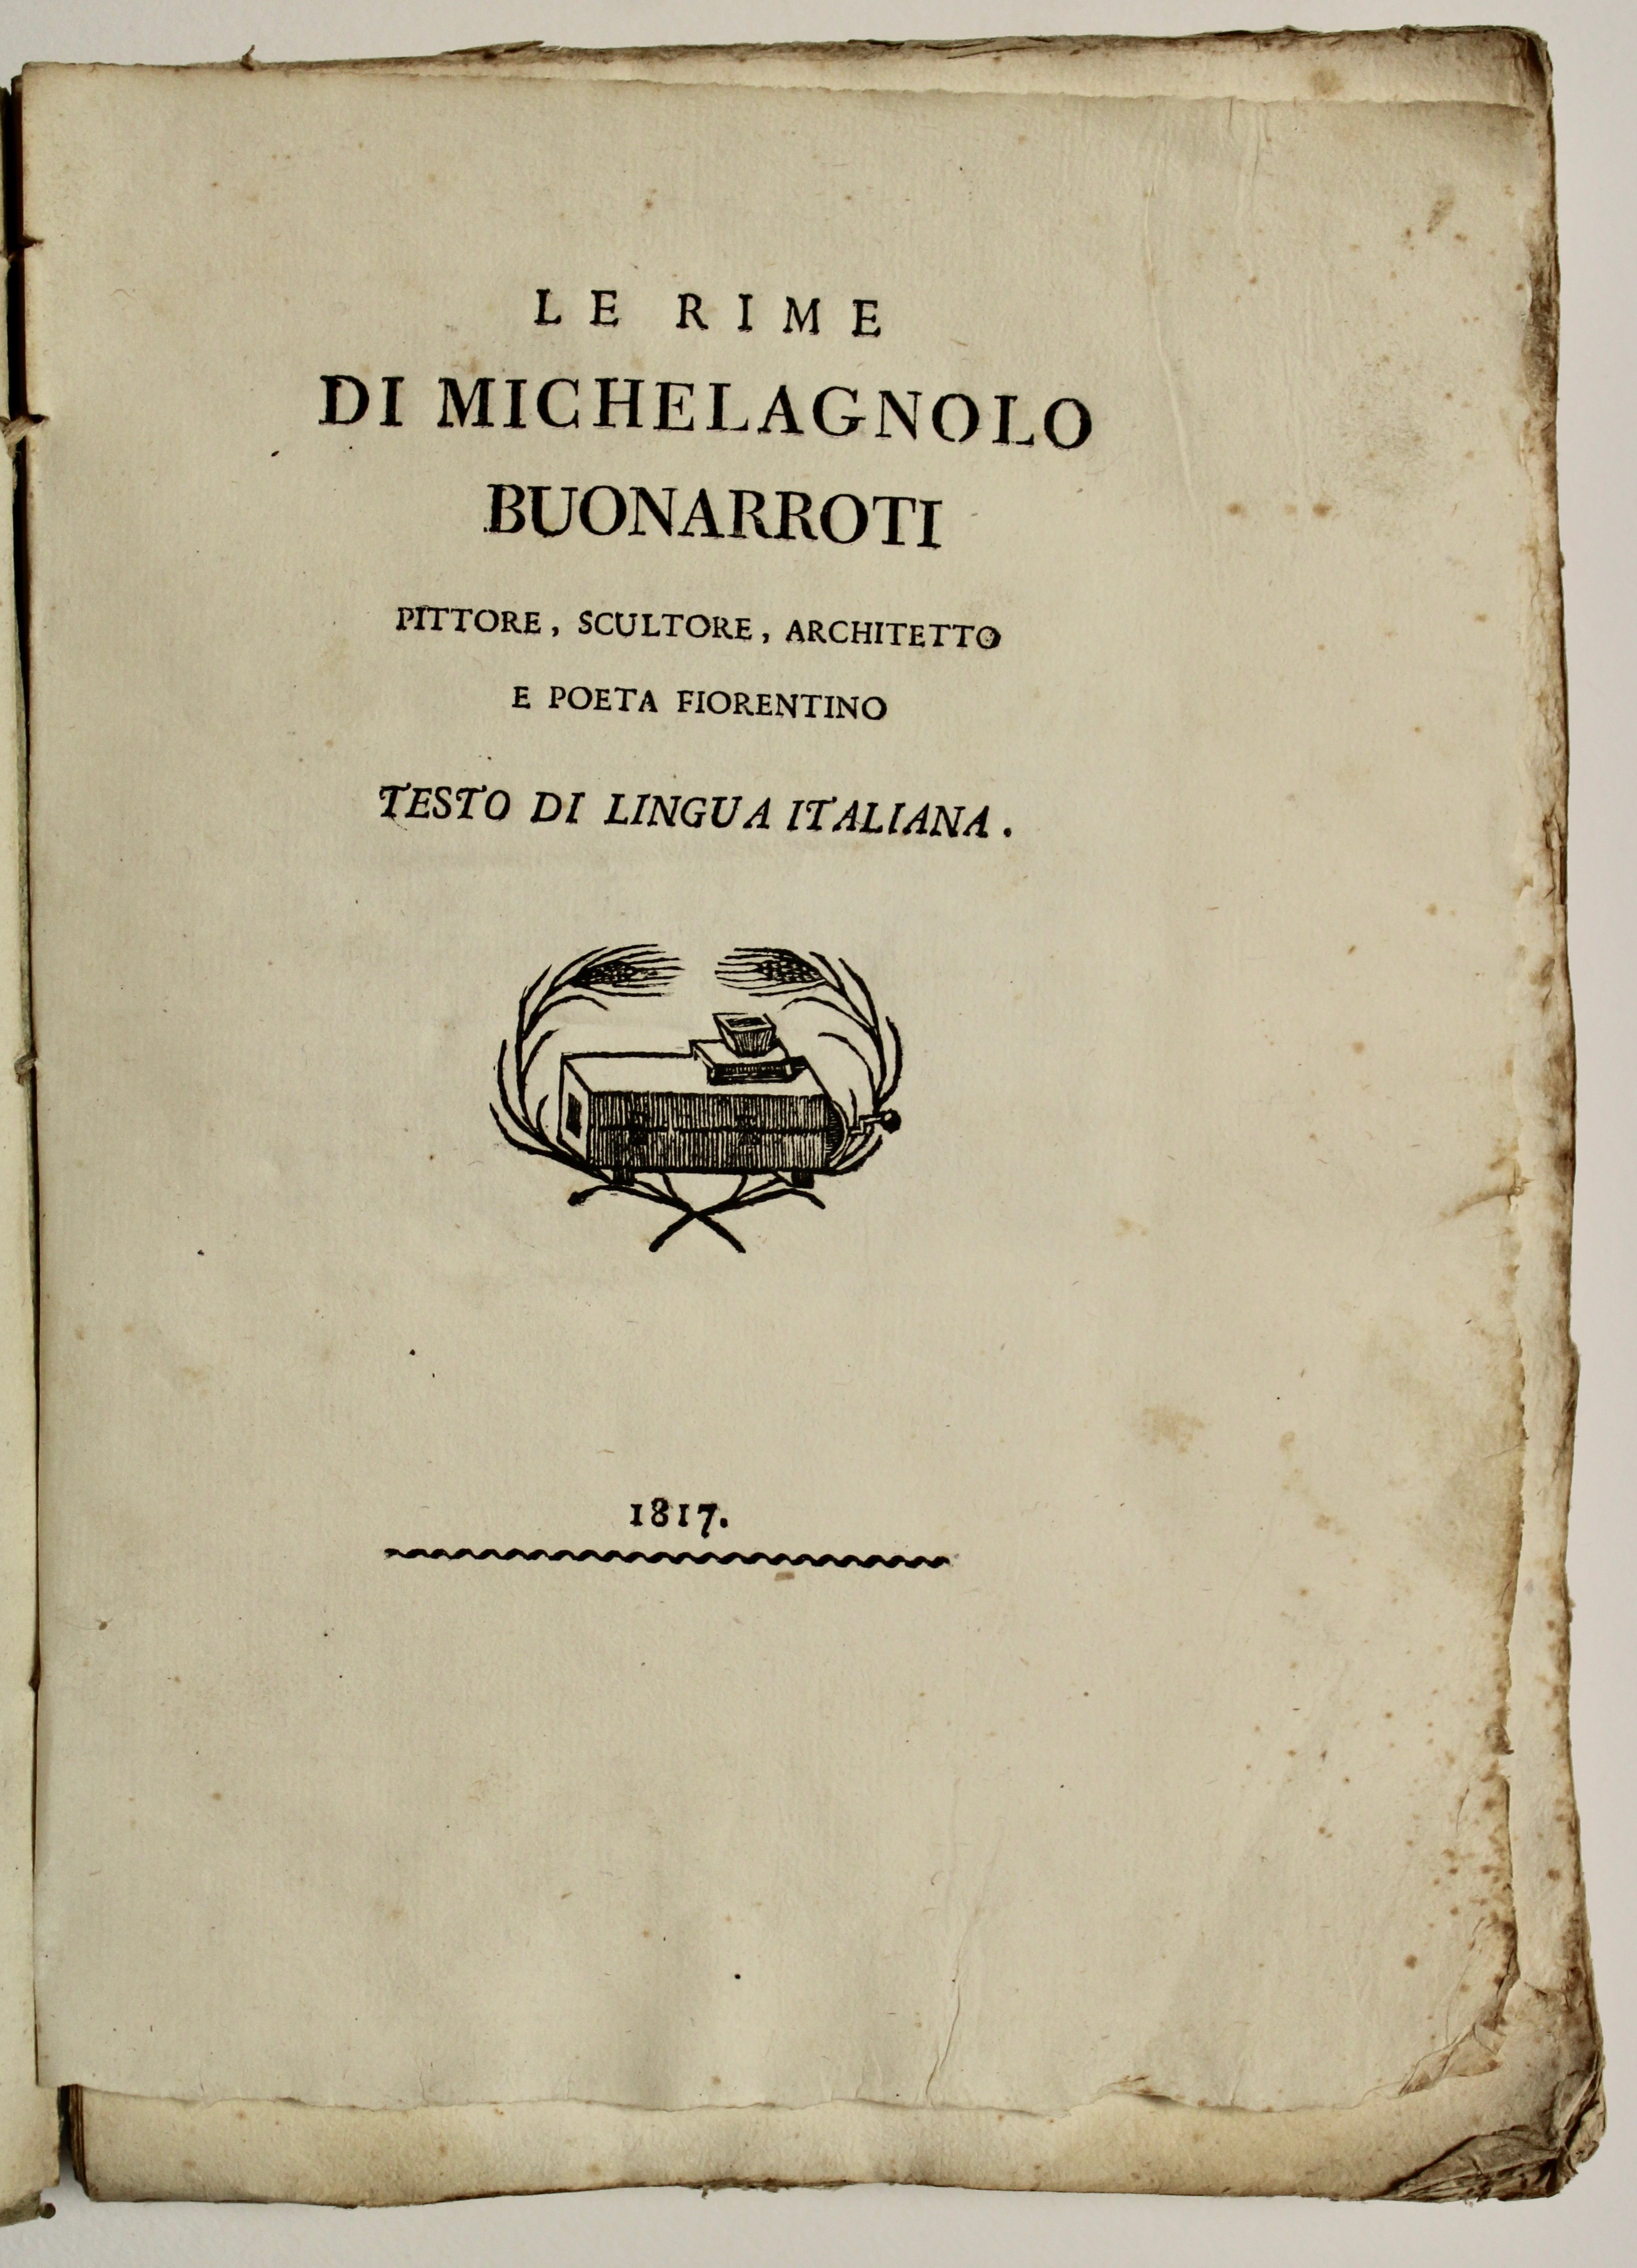 LE RIME
DI MICHELAGNOLO
BUONARROTI
PITTORE, SCULTORE, ARCHITETTO
E POETA FIORENTINO
TESTO DI LINGUA ITALIANA.
1817.